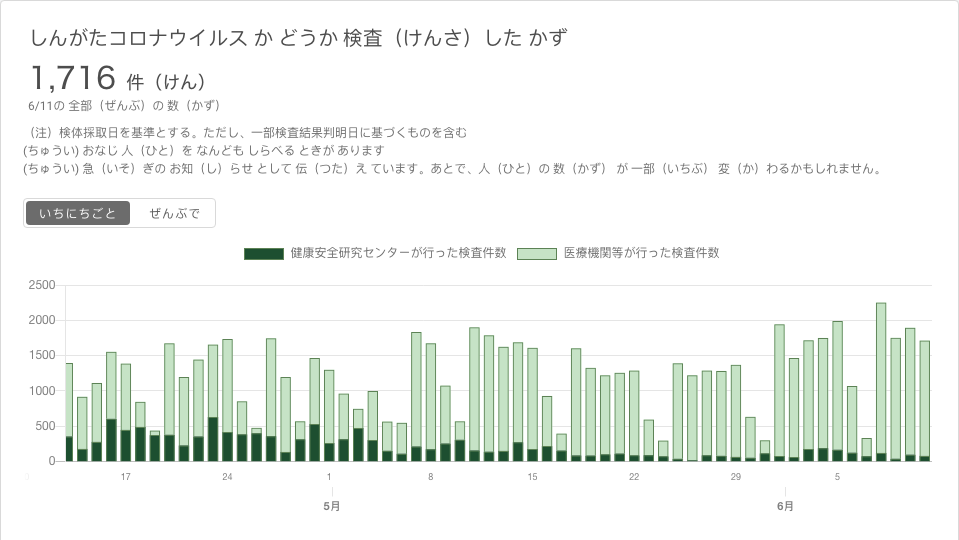 しんがたコロナウイルス か どうか 検査（けんさ）した かず
1,716 件（けん）
6/11の 全部（ぜんぶ）の 数（かず）
（注）検体採取日を基準とする。ただし、一部検査結果判明日に基づくものを含む
(ちゅうい) おなじ 人（ひと）を なんども しらべる ときが あります
(ちゅうい) 急（いそ）ぎの お知（し）らせ として 伝（つた）え ています。あとで、人（ひと）の 数（かず） が 一部（いちぶ） 変（か）わるかもしれません。
いちにちごと ぜんぶで
健康安全研究センターが行った検査件数 医療機関等が行った検査件数
2500
2000
1500
1000
500
0
17 24 1 8 15 22 29 5
5月 6月